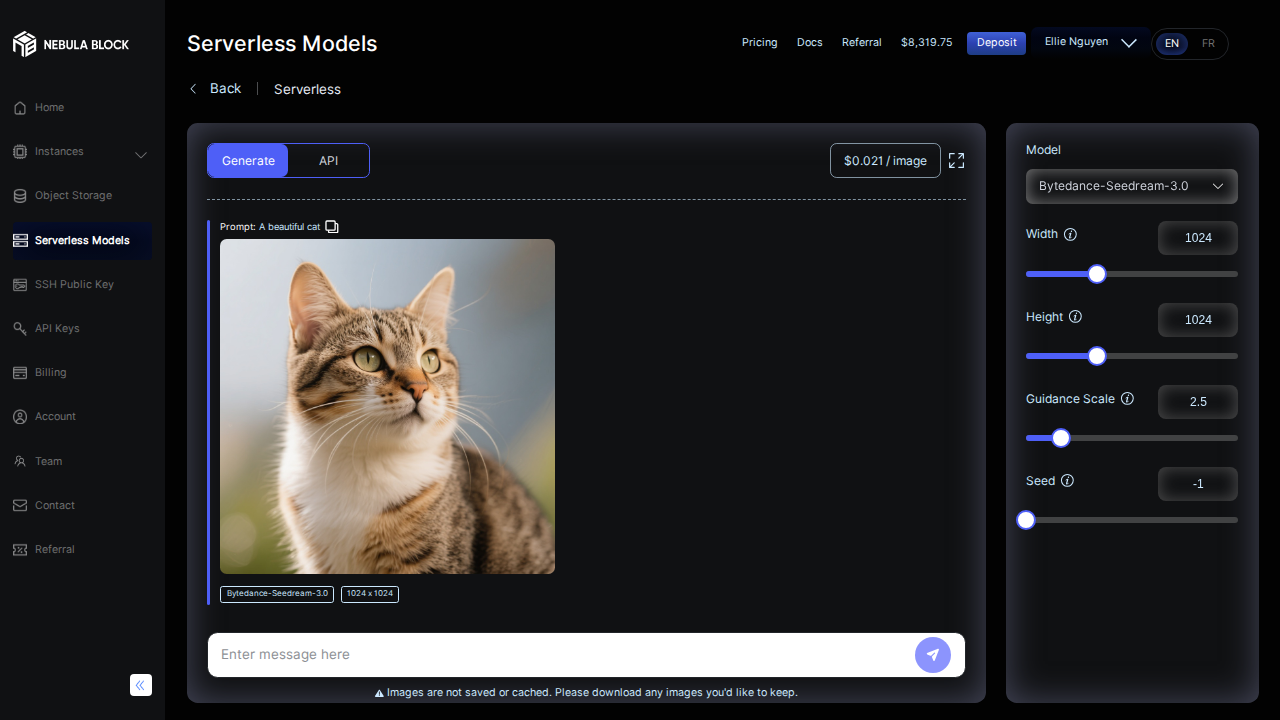 NEBULA BLOCK
Serverless Models
Pricing
Docs
Referral
$8,319.75
Deposit
Ellie Nguyen
EN
FR
Back
Serverless
Home
Instances
Object Storage
Serverless Models
SSH Public Key
API Keys
Billing
Account
Team
Contact
Referral
Generate
API
$0.021 / image
Prompt: A beautiful cat
Bytedance-Seedream-3.0
1024 x 1024
Enter message here
Images are not saved or cached. Please download any images you'd like to keep.
Model
Bytedance-Seedream-3.0
Width
1024
Height
1024
Guidance Scale
2.5
Seed
-1